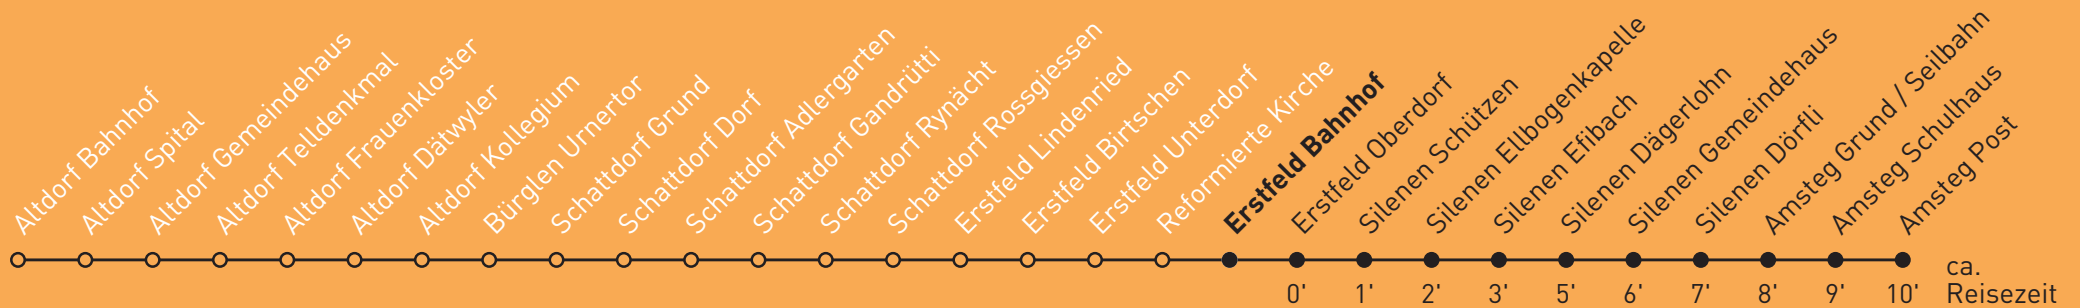 Altdorf Bahnhof
Altdorf Spital
Altdorf Gemeindehaus
Altdorf Telldenkmal
Altdorf Frauenkloster
Altdorf Dätwyler
Altdorf Kollegium
Bürglen Urnertor
Schattdorf Grund
Schattdorf Dorf
Schattdorf Adlergarten
Schattdorf Gandrütti
Schattdorf Rynächt
Schattdorf Rossgiessen
Erstfeld Lindenried
Erstfeld Birtschen
Erstfeld Unterdorf
Reformierte Kirche
Erstfeld Bahnhof
Erstfeld Oberdorf
Silenen Schützen
Silenen Ellbogenkapelle
Silenen Efibach
Silenen Dägerlohn
Silenen Gemeindehaus
Silenen Dörfli
Amsteg Grund / Seilbahn
Amsteg Schulhaus
Amsteg Post
0' 1' 2' 3' 5' 6' 7' 8' 9' 10'
ca.
Reisezeit